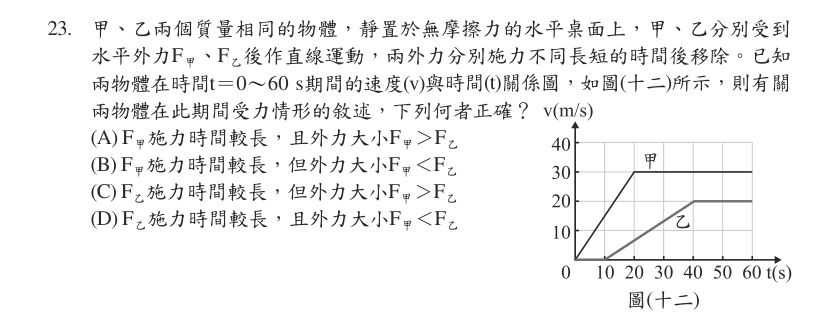 23. 甲、乙兩個質量相同的物體,靜置於無摩擦力的水平桌面上,甲、乙分別受到
水平外力F甲、F乙後作直線運動,兩外力分別施力不同長短的時間後移除。已知
兩物體在時間t=0~60 s期間的速度(v)與時間(t)關係圖,如圖(十二)所示,則有關
兩物體在此期間受力情形的敘述,下列何者正確?
(A) F甲施力時間較長,且外力大小F甲>F乙
(B) F甲施力時間較長,但外力大小F甲<F乙
(C) F乙施力時間較長,但外力大小F甲>F乙
(D) F乙施力時間較長,且外力大小F甲<F乙
v(m/s)
40
30
20
10
甲
乙
0 10 20 30 40 50 60 t(s)
圖(十二)